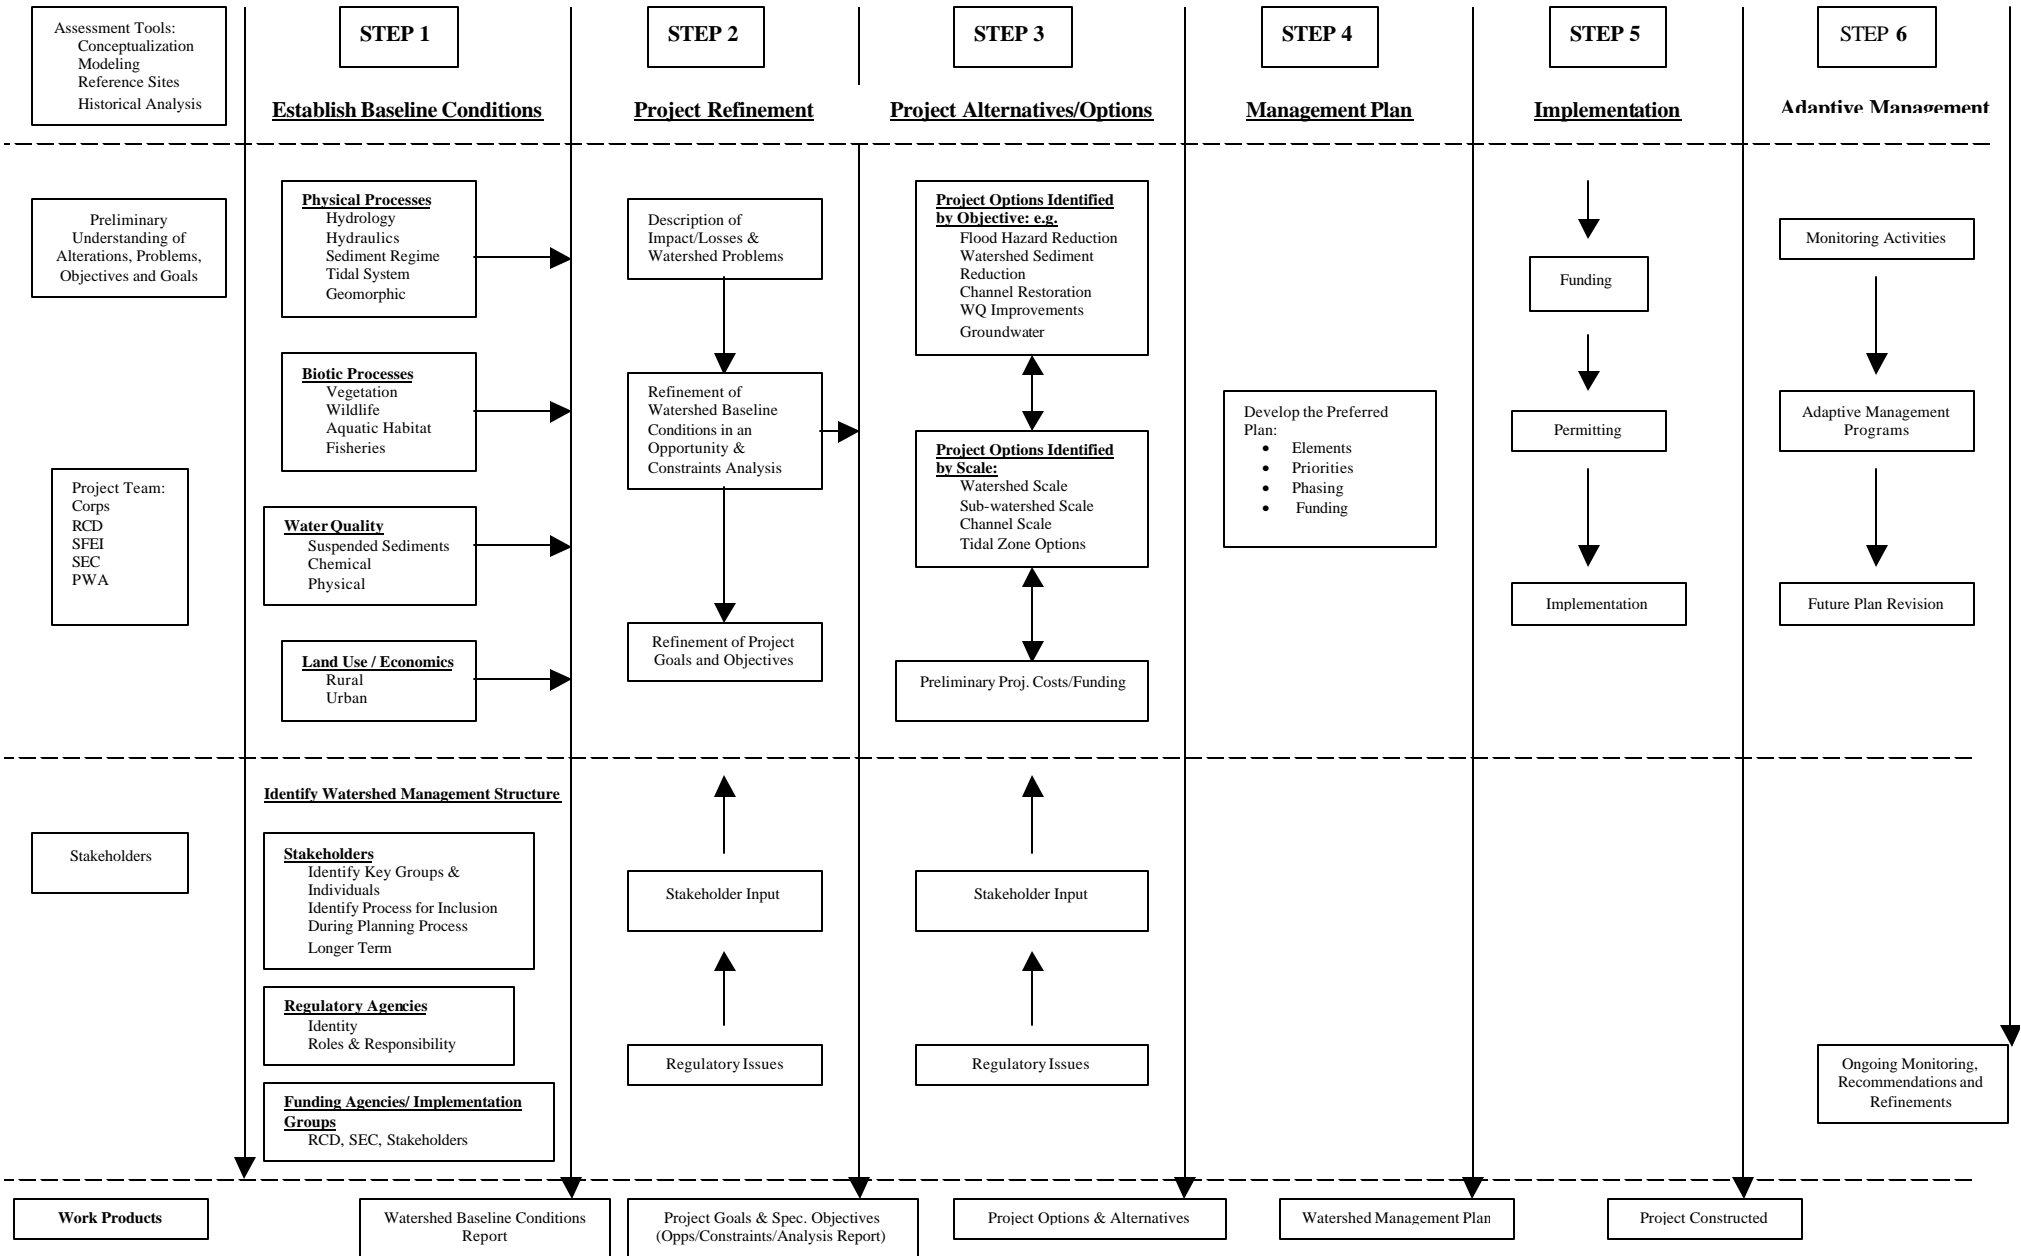 Assessment Tools:
Conceptualization
Modeling
Reference Sites
Historical Analysis
STEP 1
Establish Baseline Conditions
STEP 2
Project Refinement
STEP 3
Project Alternatives/Options
STEP 4
Management Plan
STEP 5
Implementation
STEP 6
Adaptive Management
Preliminary
Understanding of
Alterations, Problems,
Objectives and Goals
Project Team:
Corps
RCD
SFEI
SEC
PWA
Physical Processes
Hydrology
Hydraulics
Sediment Regime
Tidal System
Geomorphic
Biotic Processes
Vegetation
Wildlife
Aquatic Habitat
Fisheries
Water Quality
Suspended Sediments
Chemical
Physical
Land Use / Economics
Rural
Urban
Description of
Impact/Losses &
Watershed Problems
Refinement of
Watershed Baseline
Conditions in an
Opportunity &
Constraints Analysis
Refinement of Project
Goals and Objectives
Project Options Identified
by Objective: e.g.
Flood Hazard Reduction
Watershed Sediment
Reduction
Channel Restoration
WQ Improvements
Groundwater
Project Options Identified
by Scale:
Watershed Scale
Sub-watershed Scale
Channel Scale
Tidal Zone Options
Preliminary Proj. Costs/Funding
Develop the Preferred
Plan:
• Elements
• Priorities
• Phasing
• Funding
Funding
Permitting
Implementation
Monitoring Activities
Adaptive Management
Programs
Future Plan Revision
Stakeholders
Identify Watershed Management Structure
Stakeholders
Identify Key Groups &
Individuals
Identify Process for Inclusion
During Planning Process
Longer Term
Regulatory Agencies
Identity
Roles & Responsibility
Funding Agencies/ Implementation
Groups
RCD, SEC, Stakeholders
Stakeholder Input
Regulatory Issues
Stakeholder Input
Regulatory Issues
Ongoing Monitoring,
Recommendations and
Refinements
Work Products
Watershed Baseline Conditions
Report
Project Goals & Spec. Objectives
(Opps/Constraints/Analysis Report)
Project Options & Alternatives
Watershed Management Plan
Project Constructed